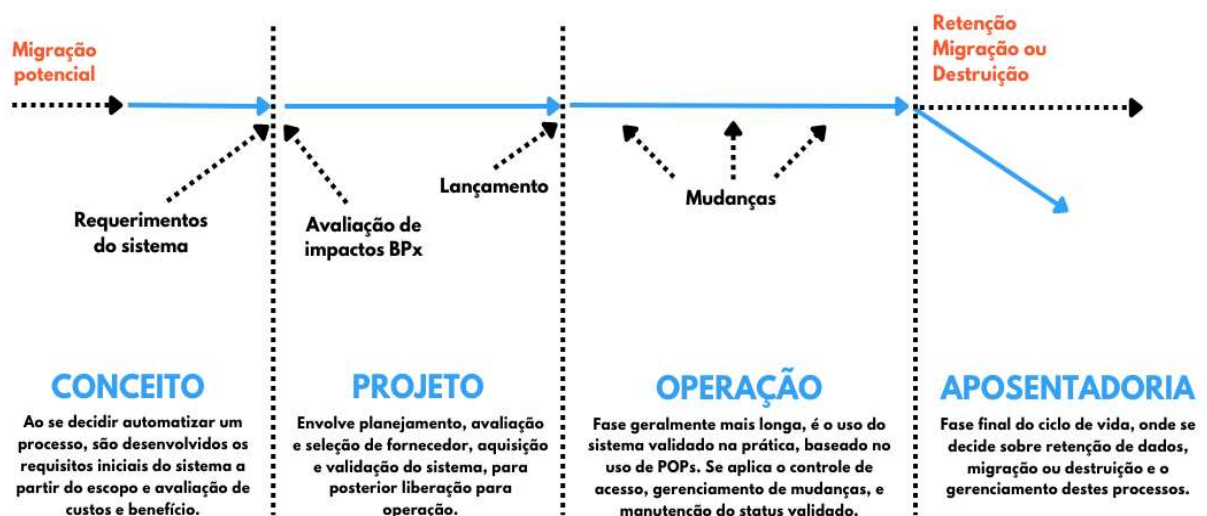 Migração
potencial
Retenção
Migração ou
Destruição
Requerimentos
do sistema
Avaliação de
impactos BPx
Lançamento
Mudanças
CONCEITO
Ao se decidir automatizar um
processo, são desenvolvidos os
requisitos iniciais do sistema a
partir do escopo e avaliação de
custos e benefício.
PROJETO
Envolve planejamento, avaliação
e seleção de fornecedor, aquisição
e validação do sistema, para
posterior liberação para
operação.
OPERAÇÃO
Fase geralmente mais longa, é o uso do
sistema validado na prática, baseado no
uso de POPs. Se aplica o controle de
acesso, gerenciamento de mudanças, e
manutenção do status validado.
APOSENTADORIA
Fase final do ciclo de vida, onde se
decide sobre retenção de dados,
migração ou destruição e o
gerenciamento destes processos.